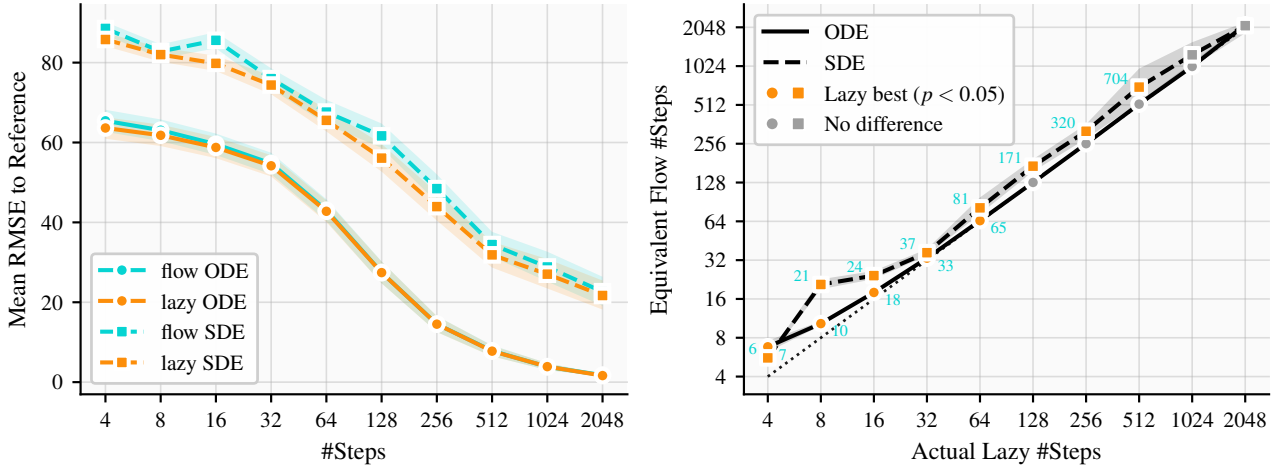 Mean RMSE to Reference
80
60
40
20
0
flow ODE
lazy ODE
flow SDE
lazy SDE
4 8 16 32 64 128 256 512 1024 2048
#Steps
Equivalent Flow #Steps
2048
1024
512
256
128
64
32
16
8
4
ODE
SDE
Lazy best (p < 0.05)
No difference
704
320
171
81
65
37
33
24
21
18
10
6
7
4 8 16 32 64 128 256 512 1024 2048
Actual Lazy #Steps